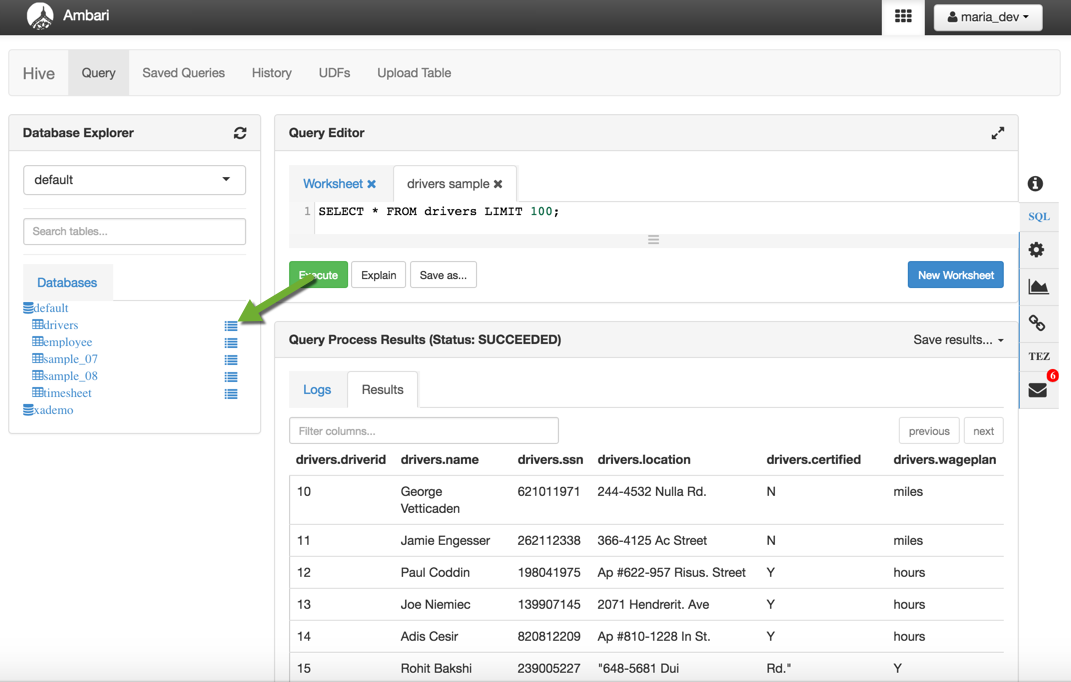 Ambari
maria_dev
Hive Query Saved Queries History UDFs Upload Table
Database Explorer
default
Search tables...
Databases
default
drivers
employee
sample_07
sample_08
timesheet
xademo
Query Editor
Worksheet drivers sample
1 SELECT * FROM drivers LIMIT 100;
Execute Explain Save as... New Worksheet
Query Process Results (Status: SUCCEEDED) Save results...
Logs Results
Filter columns... previous next
drivers.driverid drivers.name drivers.ssn drivers.location drivers.certified drivers.wageplan
10 George Vetticaden 621011971 244-4532 Nulla Rd. N miles
11 Jamie Engesser 262112338 366-4125 Ac Street N miles
12 Paul Coddin 198041975 Ap #622-957 Risus. Street Y hours
13 Joe Niemiec 139907145 2071 Hendrerit. Ave Y hours
14 Adis Cesir 820812209 Ap #810-1228 In St. Y hours
15 Rohit Bakshi 239005227 "648-5681 Dui Rd." Y
SQL
TEZ
6